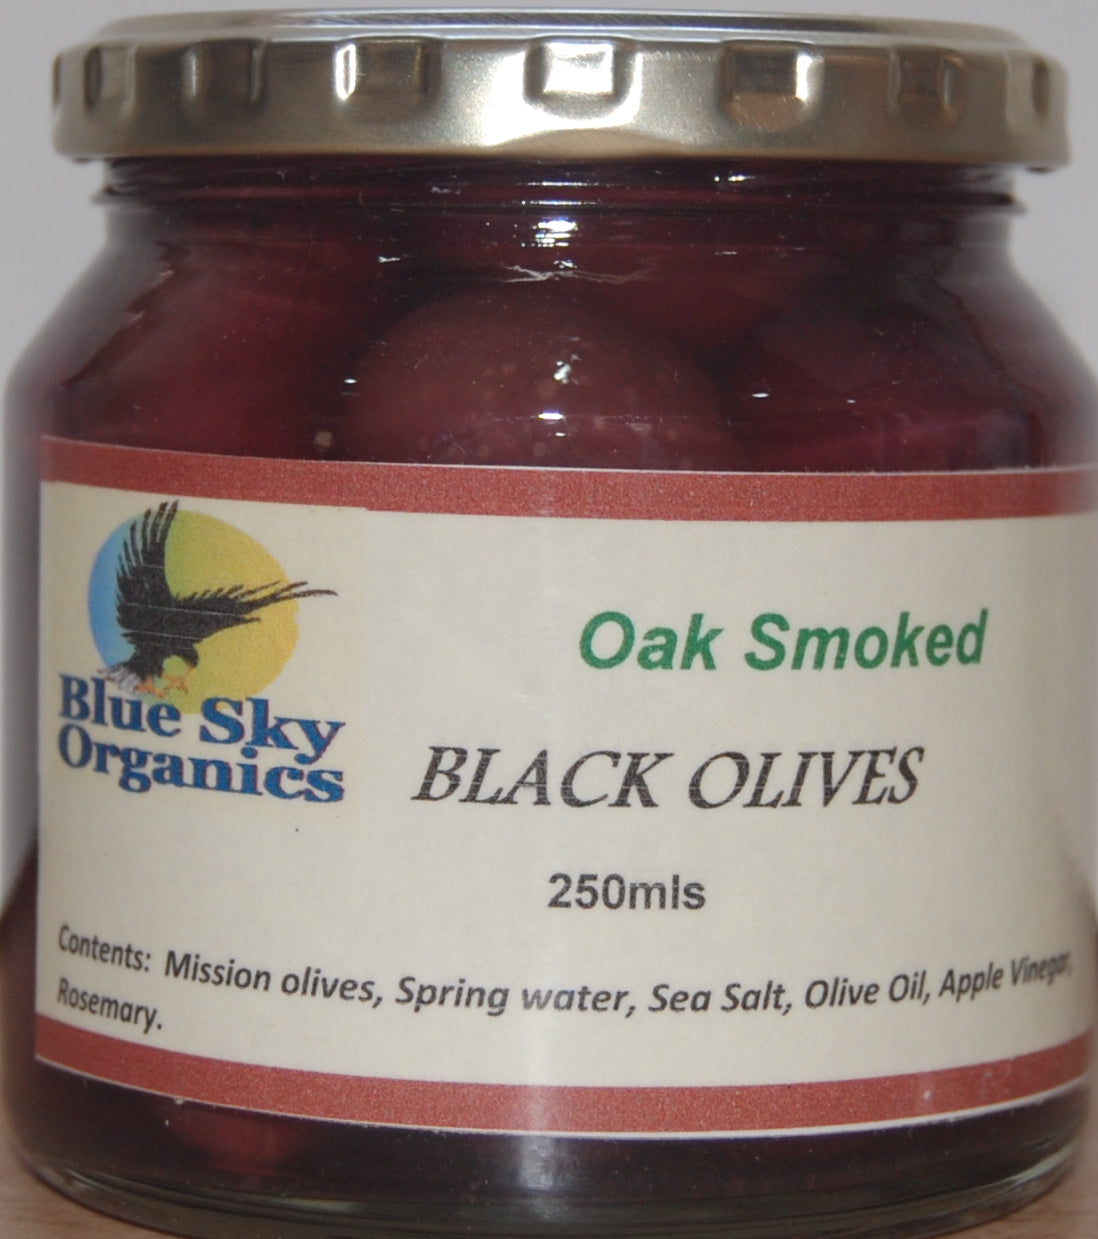 Blue Sky
Organics
Oak Smoked
BLACK OLIVES
250mls
Contents: Mission olives, Spring water, Sea Salt, Olive Oil, Apple Vinegar,
Rosemary.